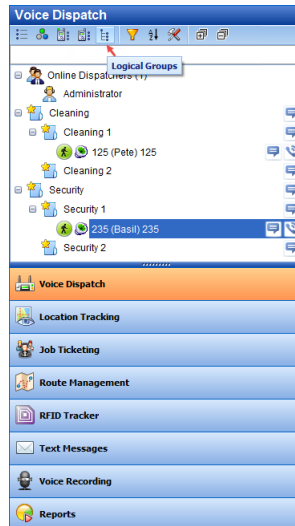 Voice Dispatch
Logical Groups
Online Dispatchers (1)
Administrator
Cleaning
Cleaning 1
125 (Pete) 125
Cleaning 2
Security
Security 1
235 (Basil) 235
Security 2
Voice Dispatch
Location Tracking
Job Ticketing
Route Management
RFID Tracker
Text Messages
Voice Recording
Reports